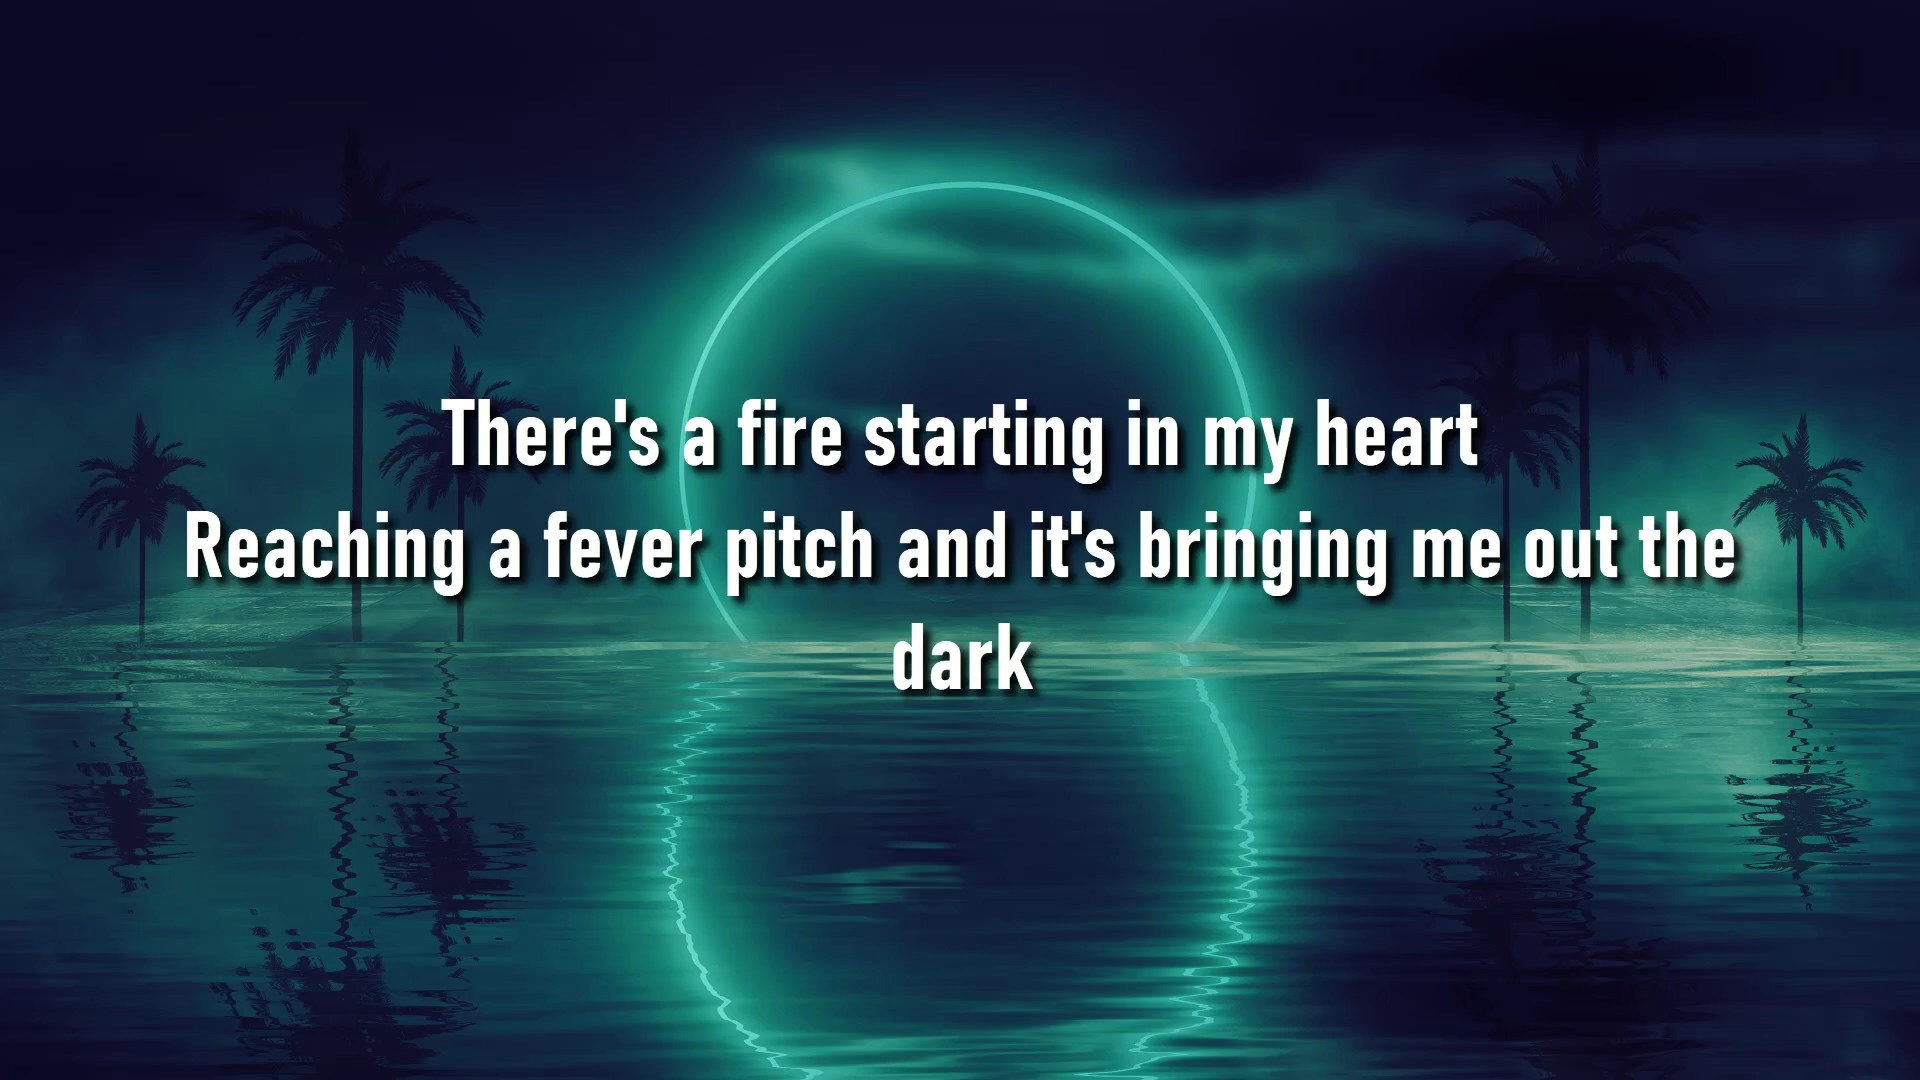 There's a fire starting in my heart
Reaching a fever pitch and it's bringing me out the
dark